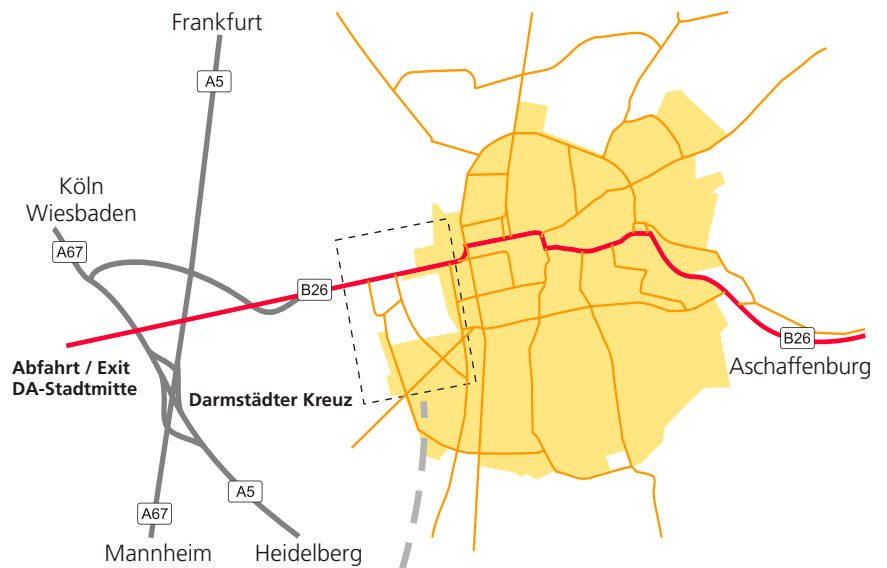 Frankfurt
A5
Köln
Wiesbaden
A67
B26
Abfahrt / Exit
DA-Stadtmitte
Darmstädter Kreuz
B26
Aschaffenburg
A5
A67
Mannheim
Heidelberg